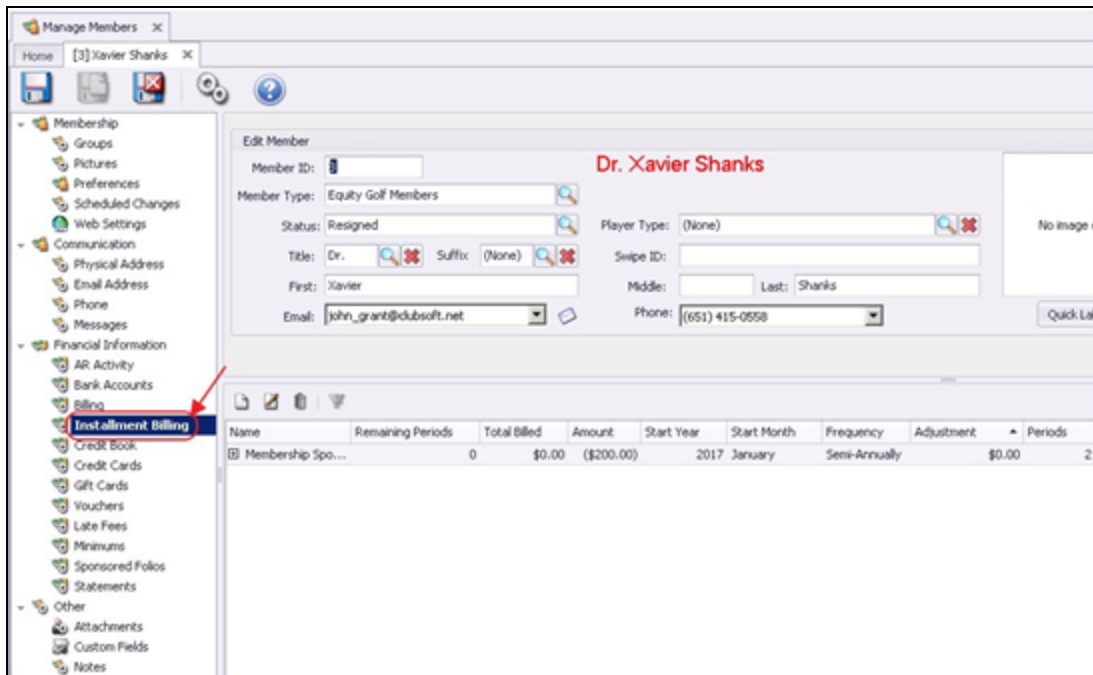 Manage Members
Home [3] Xavier Shanks
Membership
Groups
Pictures
Preferences
Scheduled Changes
Web Settings
Communication
Physical Address
Email Address
Phone
Messages
Financial Information
AR Activity
Bank Accounts
Billing
Installment Billing
Credit Book
Credit Cards
Gift Cards
Vouchers
Late Fees
Minimums
Sponsored Folios
Statements
Other
Attachments
Custom Fields
Notes
Edit Member
Member ID: 3
Dr. Xavier Shanks
Member Type: Equity Golf Members
Status: Resigned Player Type: (None)
No image
Title: Dr. Suffix (None) Swipe ID:
First: Xavier Middle: Last: Shanks
Email: john_grant@clubsoft.net Phone: (651) 415-0558
Quick La
Name Remaining Periods Total Billed Amount Start Year Start Month Frequency Adjustment Periods
Membership Spo... 0 $0.00 ($200.00) 2017 January Semi-Annually $0.00 2